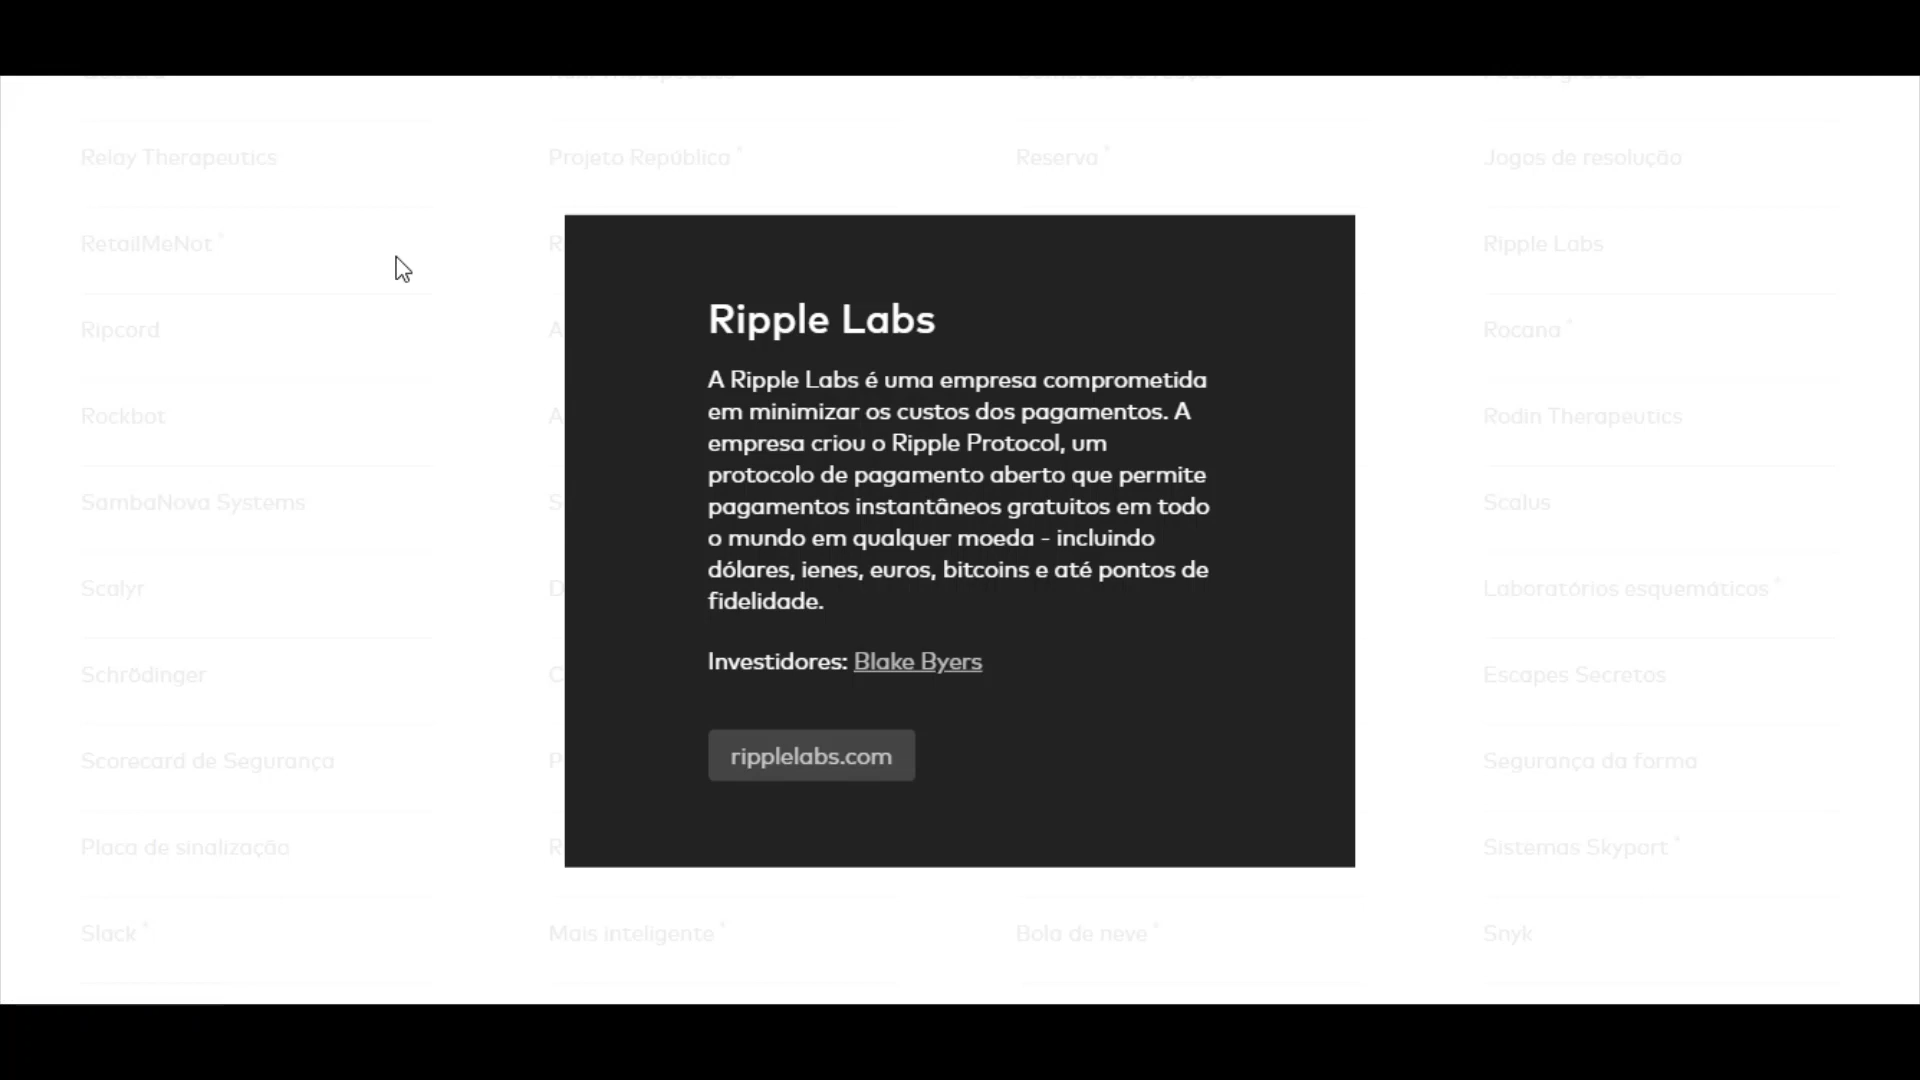 Relay Therapeutics
Projeto República *
Reserva *
Jogos de resolução
RetailMeNot *
R
Ripple Labs
Ripcord
A
Rocana *
Rockbot
A
Rodin Therapeutics
SambaNova Systems
S
Scalus
Scalyr
D
Laboratórios esquemáticos *
Schrödinger
C
Escapes Secretos
Scorecard de Segurança
P
Segurança da forma
Placa de sinalização
R
Sistemas Skyport *
Slack *
Mais inteligente *
Bola de neve *
Snyk
Ripple Labs
A Ripple Labs é uma empresa comprometida
em minimizar os custos dos pagamentos. A
empresa criou o Ripple Protocol, um
protocolo de pagamento aberto que permite
pagamentos instantâneos gratuitos em todo
o mundo em qualquer moeda - incluindo
dólares, ienes, euros, bitcoins e até pontos de
fidelidade.
Investidores: Blake Byers
ripplelabs.com